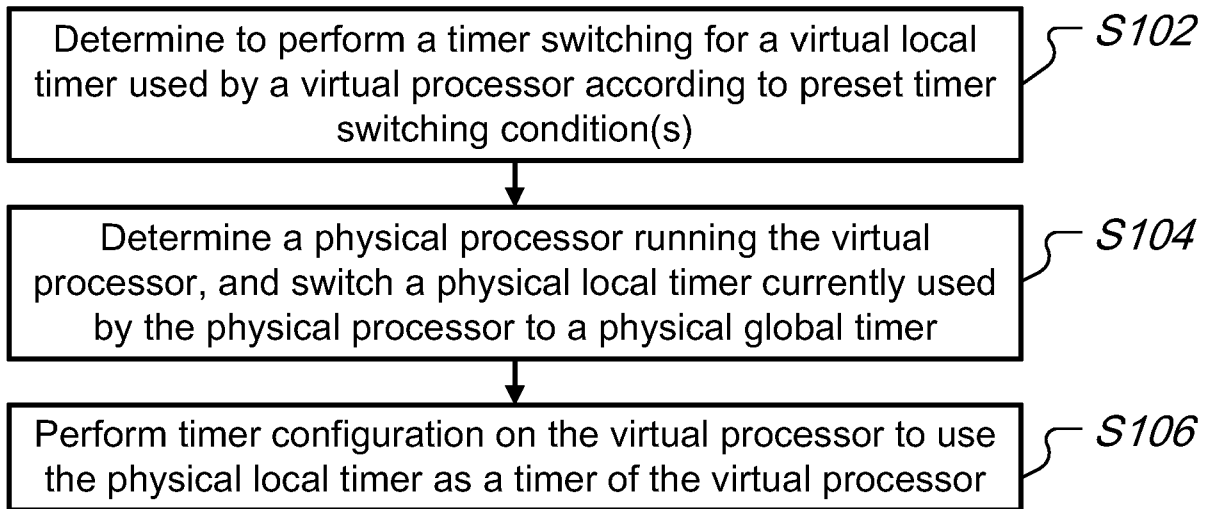 Determine to perform a timer switching for a virtual local
timer used by a virtual processor according to preset timer
switching condition(s)
S102
Determine a physical processor running the virtual
processor, and switch a physical local timer currently used
by the physical processor to a physical global timer
S104
Perform timer configuration on the virtual processor to use
the physical local timer as a timer of the virtual processor
S106